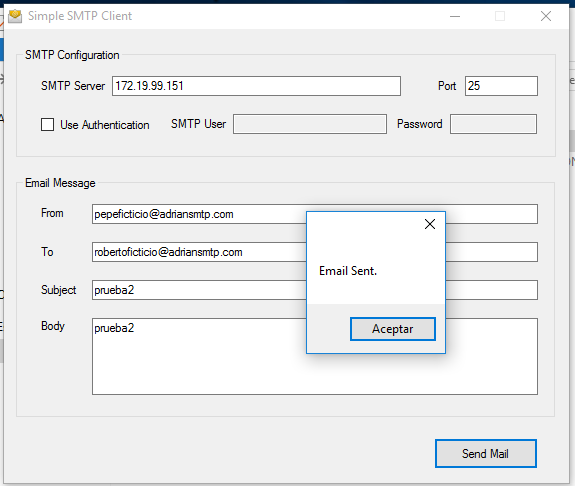 Simple SMTP Client
SMTP Configuration
SMTP Server 172.19.99.151 Port 25
Use Authentication SMTP User Password
Email Message
From pepeficticio@adriansmtp.com
To robertoficticio@adriansmtp.com
Subject prueba2
Body prueba2
Email Sent.
Aceptar
Send Mail